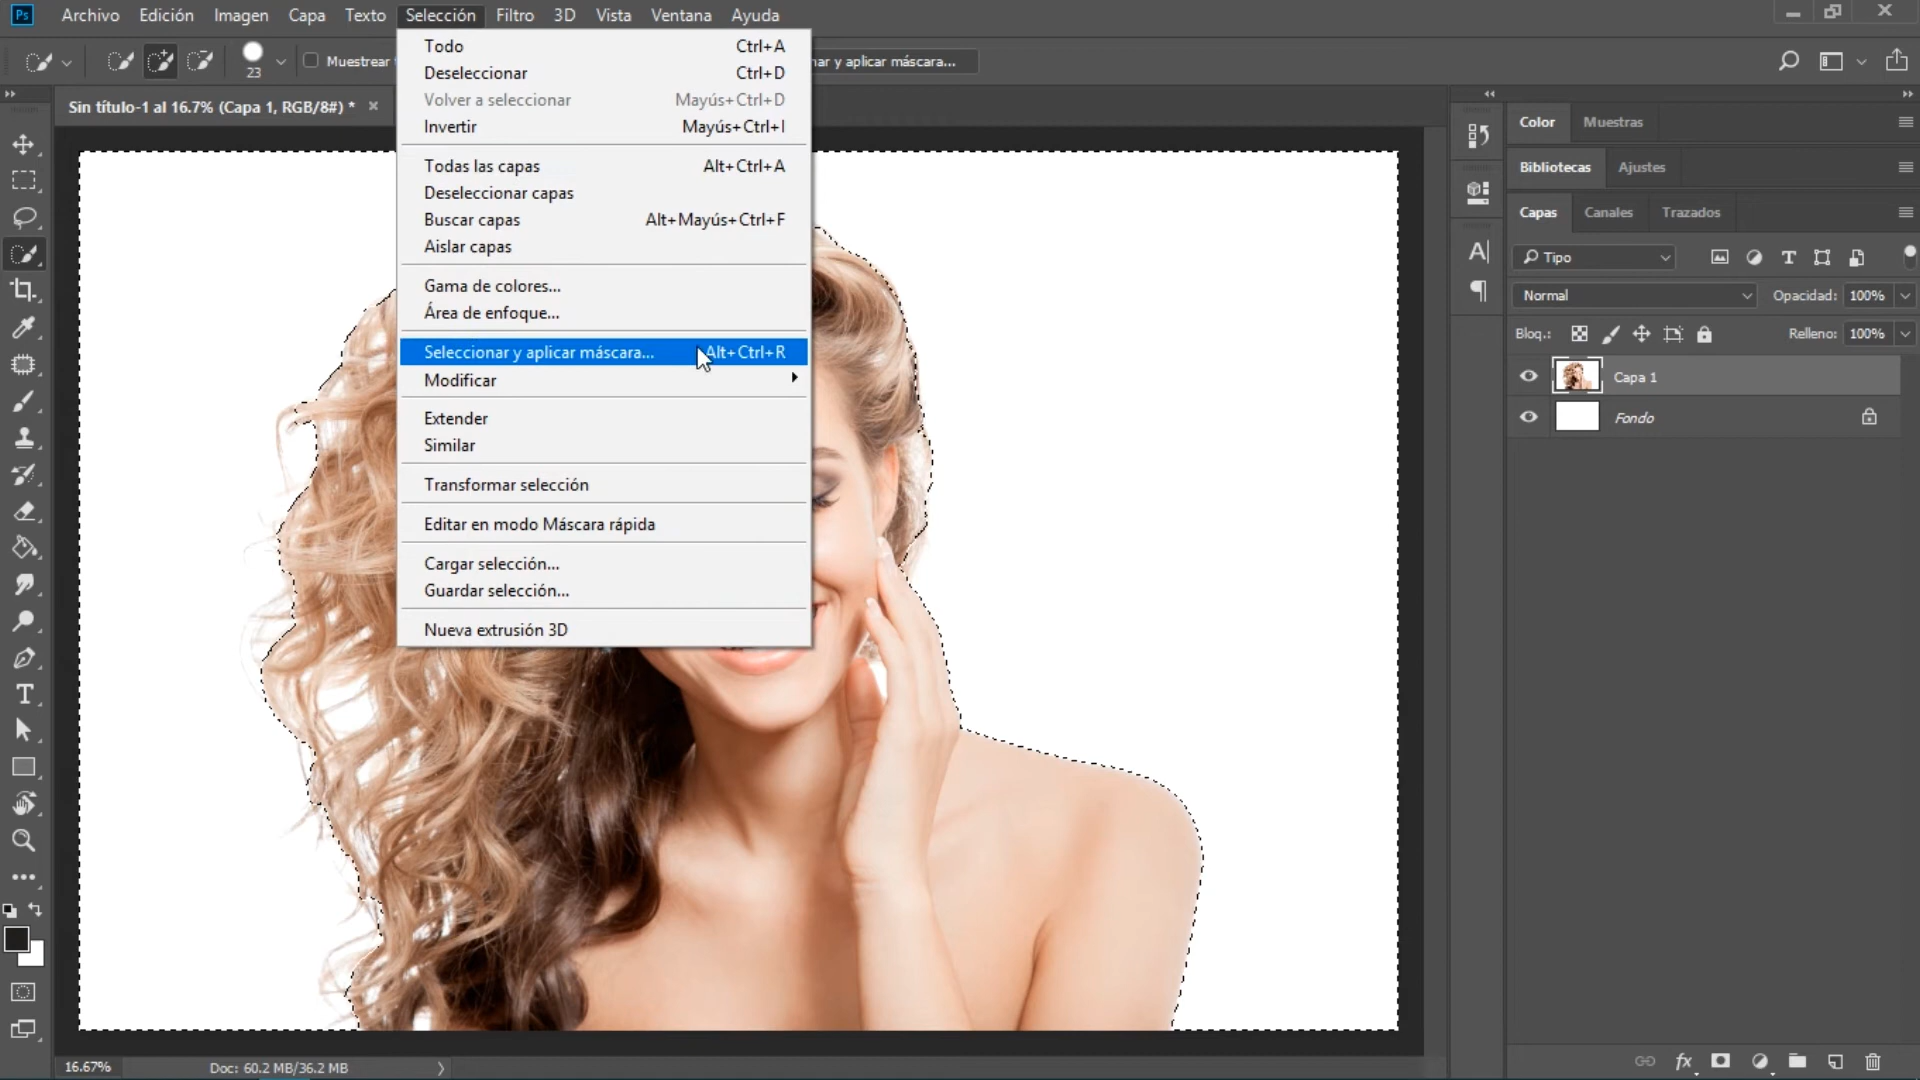 Ps Archivo Edición Imagen Capa Texto Selección Filtro 3D Vista Ventana Ayuda
23 Muestrear
ar y aplicar máscara...
Sin título-1 al 16.7% (Capa 1, RGB/8#) *
Todo Ctrl+A
Deseleccionar Ctrl+D
Volver a seleccionar Mayús+Ctrl+D
Invertir Mayús+Ctrl+I
Todas las capas Alt+Ctrl+A
Deseleccionar capas
Buscar capas Alt+Mayús+Ctrl+F
Aislar capas
Gama de colores...
Área de enfoque...
Seleccionar y aplicar máscara... Alt+Ctrl+R
Modificar
Extender
Similar
Transformar selección
Editar en modo Máscara rápida
Cargar selección...
Guardar selección...
Nueva extrusión 3D
Color Muestras
Bibliotecas Ajustes
Capas Canales Trazados
Tipo
Normal Opacidad: 100%
Bloq.: Relleno: 100%
Capa 1
Fondo
16.67% Doc: 60.2 MB/36.2 MB